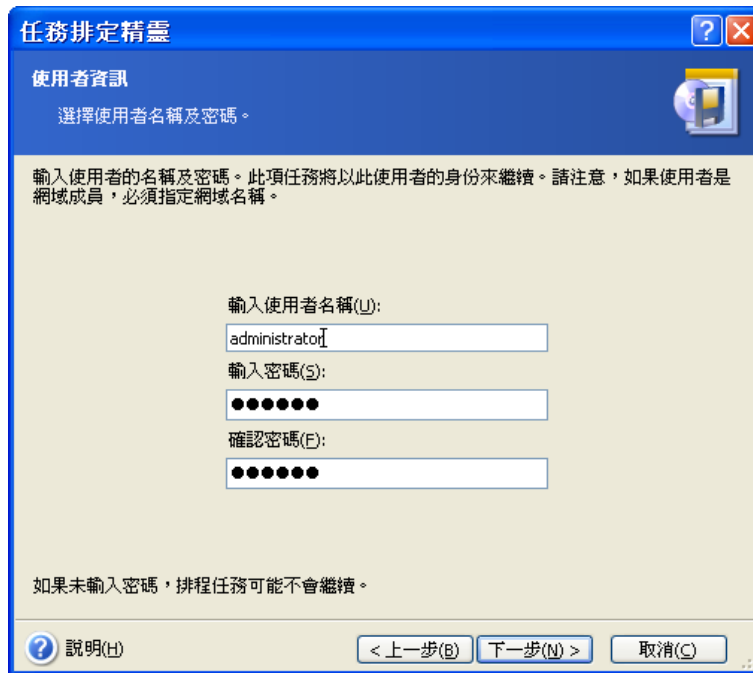 任務排定精靈
使用者資訊
選擇使用者名稱及密碼。
輸入使用者的名稱及密碼。此項任務將以此使用者的身份來繼續。請注意，如果使用者是
網域成員，必須指定網域名稱。
輸入使用者名稱(U):
administrator
輸入密碼(S):
●●●●●●
確認密碼(F):
●●●●●●
如果未輸入密碼，排程任務可能不會繼續。
說明(H)
< 上一步(B)
下一步(N) >
取消(C)